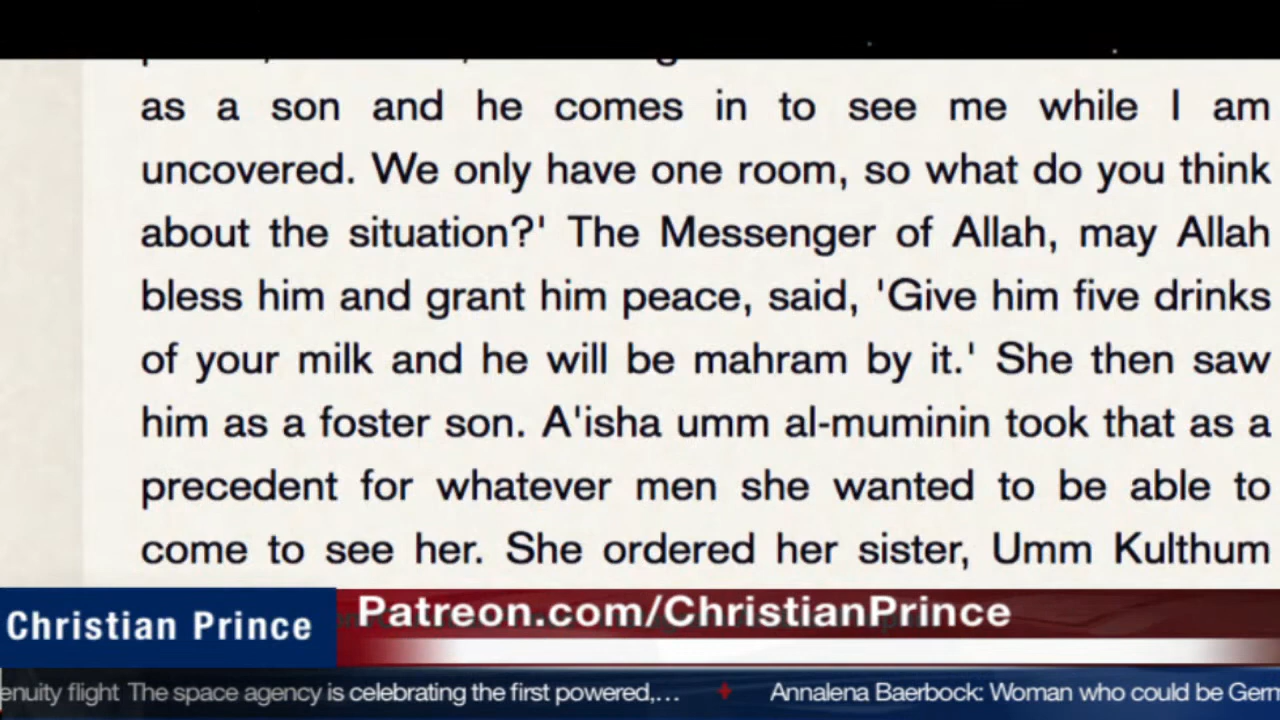 as a son and he comes in to see me while I am
uncovered. We only have one room, so what do you think
about the situation?' The Messenger of Allah, may Allah
bless him and grant him peace, said, 'Give him five drinks
of your milk and he will be mahram by it.' She then saw
him as a foster son. A'isha umm al-muminin took that as a
precedent for whatever men she wanted to be able to
come to see her. She ordered her sister, Umm Kulthum
Christian Prince
Patreon.com/ChristianPrince
enuity flight The space agency is celebrating the first powered,... Annalena Baerbock: Woman who could be Germ